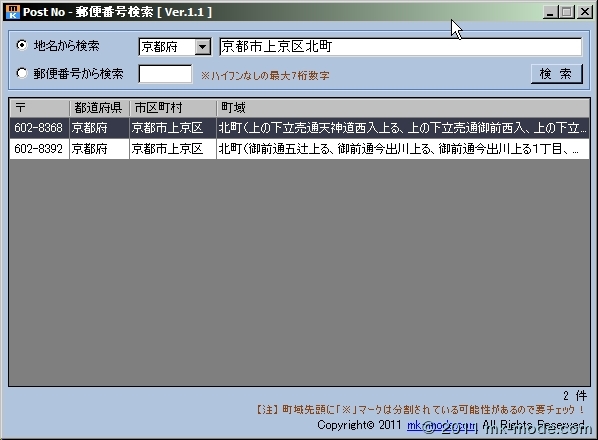 Post No - 郵便番号検索 [ Ver.1.1 ]
地名から検索 京都府 京都市上京区北町
郵便番号から検索 ※ハイフンなしの最大7桁数字 検 索
〒 都道府県 市区町村 町域
602-8368 京都府 京都市上京区 北町(上の下立売通天神道西入上る、上の下立売通御前西入、上の下立...
602-8392 京都府 京都市上京区 北町(御前通五辻上る、御前通今出川上る、御前通今出川上る1丁目、...
2 件
【注】町域先頭に「※」マークは分割されている可能性があるので要チェック!
Copyright© 2011 mk-mode.com All Rights Reserved.
© 2011 mk-mode.com